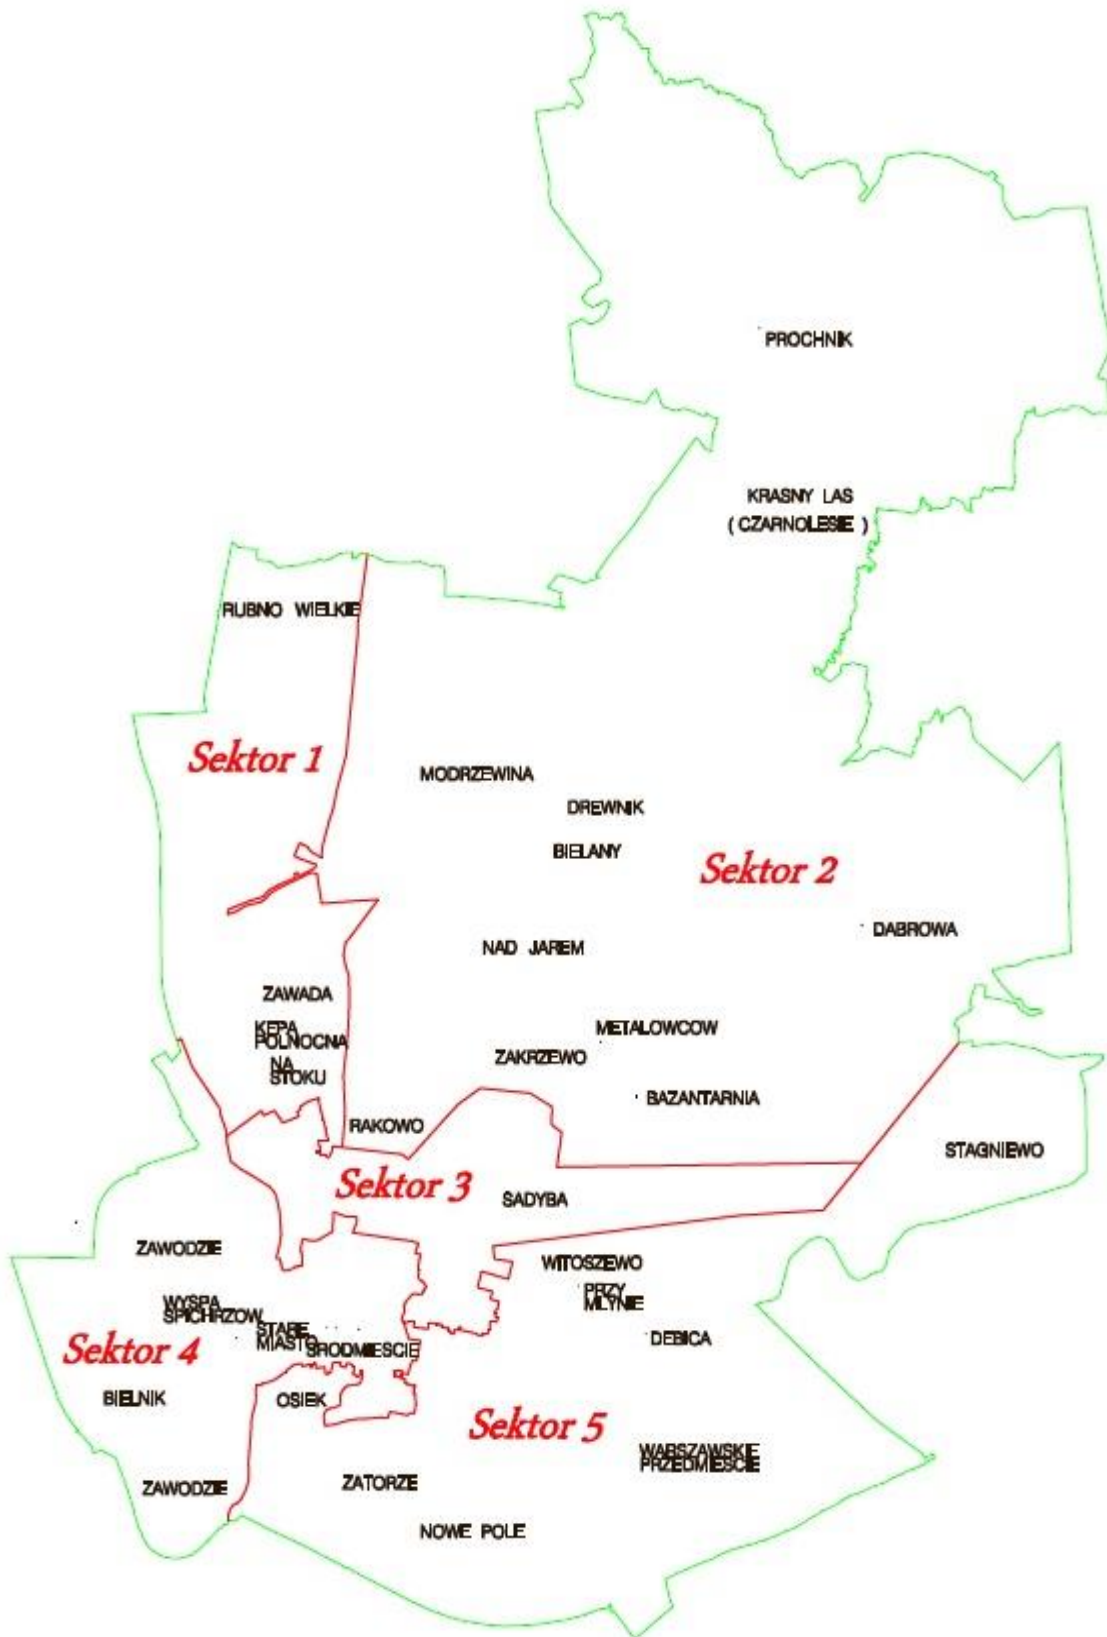 PROCHNIK
KRASNY LAS
( CZARNOLESIE )
RUBNO WIELKIE
Sektor 1
MODRZEWINA
DREWNIK
BIELANY
Sektor 2
DABROWA
NAD JAREM
ZAWADA
KEPA
POLNOCNA
NA
STOKU
METALOWCOW
ZAKRZEWO
BAZANTARNIA
RAKOWO
STAGNIEWO
Sektor 3
SADYBA
ZAWODZIE
WITOSZEWO
PRZY
MLYNIE
WYSPA
SPICHRZOW
STARE
MIASTO
SRODMIESCIE
DEBICA
Sektor 4
BIELNIK
OSIEK
Sektor 5
WARSZAWSKIE
PRZEDMIESCIE
ZATORZE
ZAWODZIE
NOWE POLE